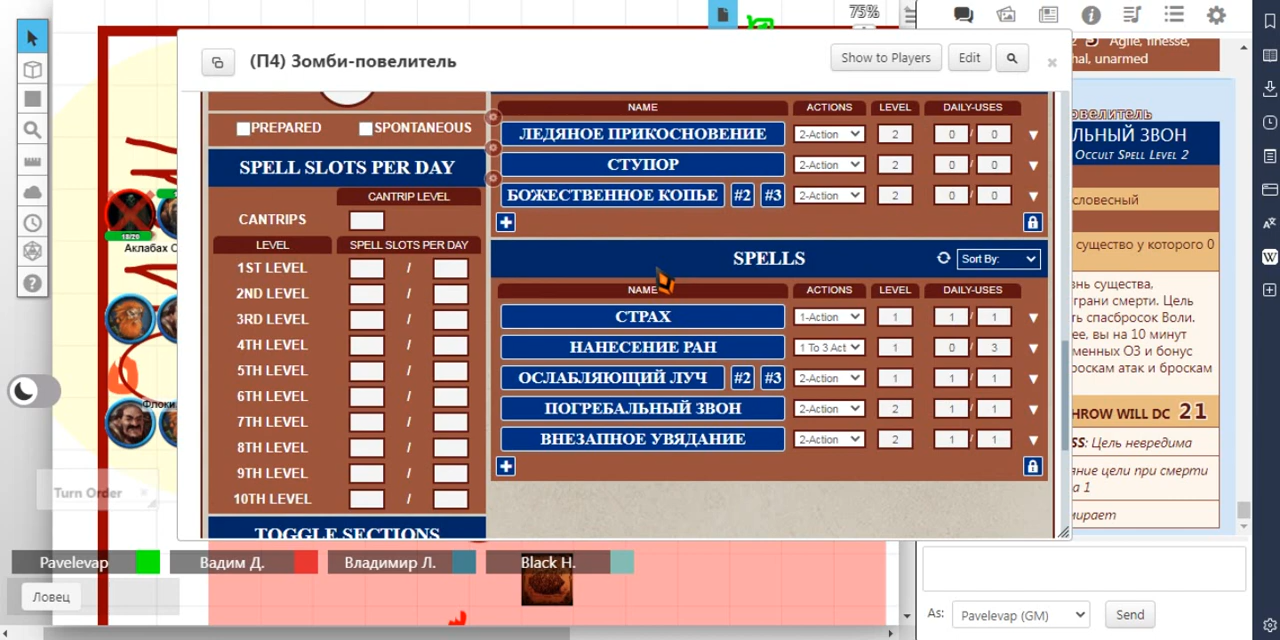 75%
(П4) Зомби-повелитель
Show to Players
Edit
PREPARED
SPONTANEOUS
SPELL SLOTS PER DAY
CANTRIP LEVEL
CANTRIPS
LEVEL
SPELL SLOTS PER DAY
1ST LEVEL /
2ND LEVEL /
3RD LEVEL /
4TH LEVEL /
5TH LEVEL /
6TH LEVEL /
7TH LEVEL /
8TH LEVEL /
9TH LEVEL /
10TH LEVEL /
TOGGLE SECTIONS
NAME ACTIONS LEVEL DAILY-USES
ЛЕДЯНОЕ ПРИКОСНОВЕНИЕ 2-Action 2 0 / 0
СТУПОР 2-Action 2 0 / 0
БОЖЕСТВЕННОЕ КОПЬЕ #2 #3 2-Action 2 0 / 0
SPELLS
Sort By:
NAME ACTIONS LEVEL DAILY-USES
СТРАХ 1-Action 1 1 / 1
НАНЕСЕНИЕ РАН 1 To 3 Act 1 0 / 3
ОСЛАБЛЯЮЩИЙ ЛУЧ #2 #3 2-Action 1 1 / 1
ПОГРЕБАЛЬНЫЙ ЗВОН 2-Action 2 1 / 1
ВНЕЗАПНОЕ УВЯДАНИЕ 2-Action 2 1 / 1
Agile, finesse,
hal, unarmed
овелитель
ЛЬНЫЙ ЗВОН
OCCULT SPELL LEVEL 2
словесный
существо у которого 0
знь существа,
грани смерти. Цель
ть спасбросок Воли.
ее, вы на 10 минут
менных ОЗ и бонус
роскам атак и броскам
HROW WILL DC 21
SS: Цель невредима
яние цели при смерти
а 1
мирает
18/20
Аклабах С
Флоки
Turn Order
Pavelevap
Вадим Д.
Владимир Л.
Black H.
Ловец
As:
Pavelevap (GM)
Send